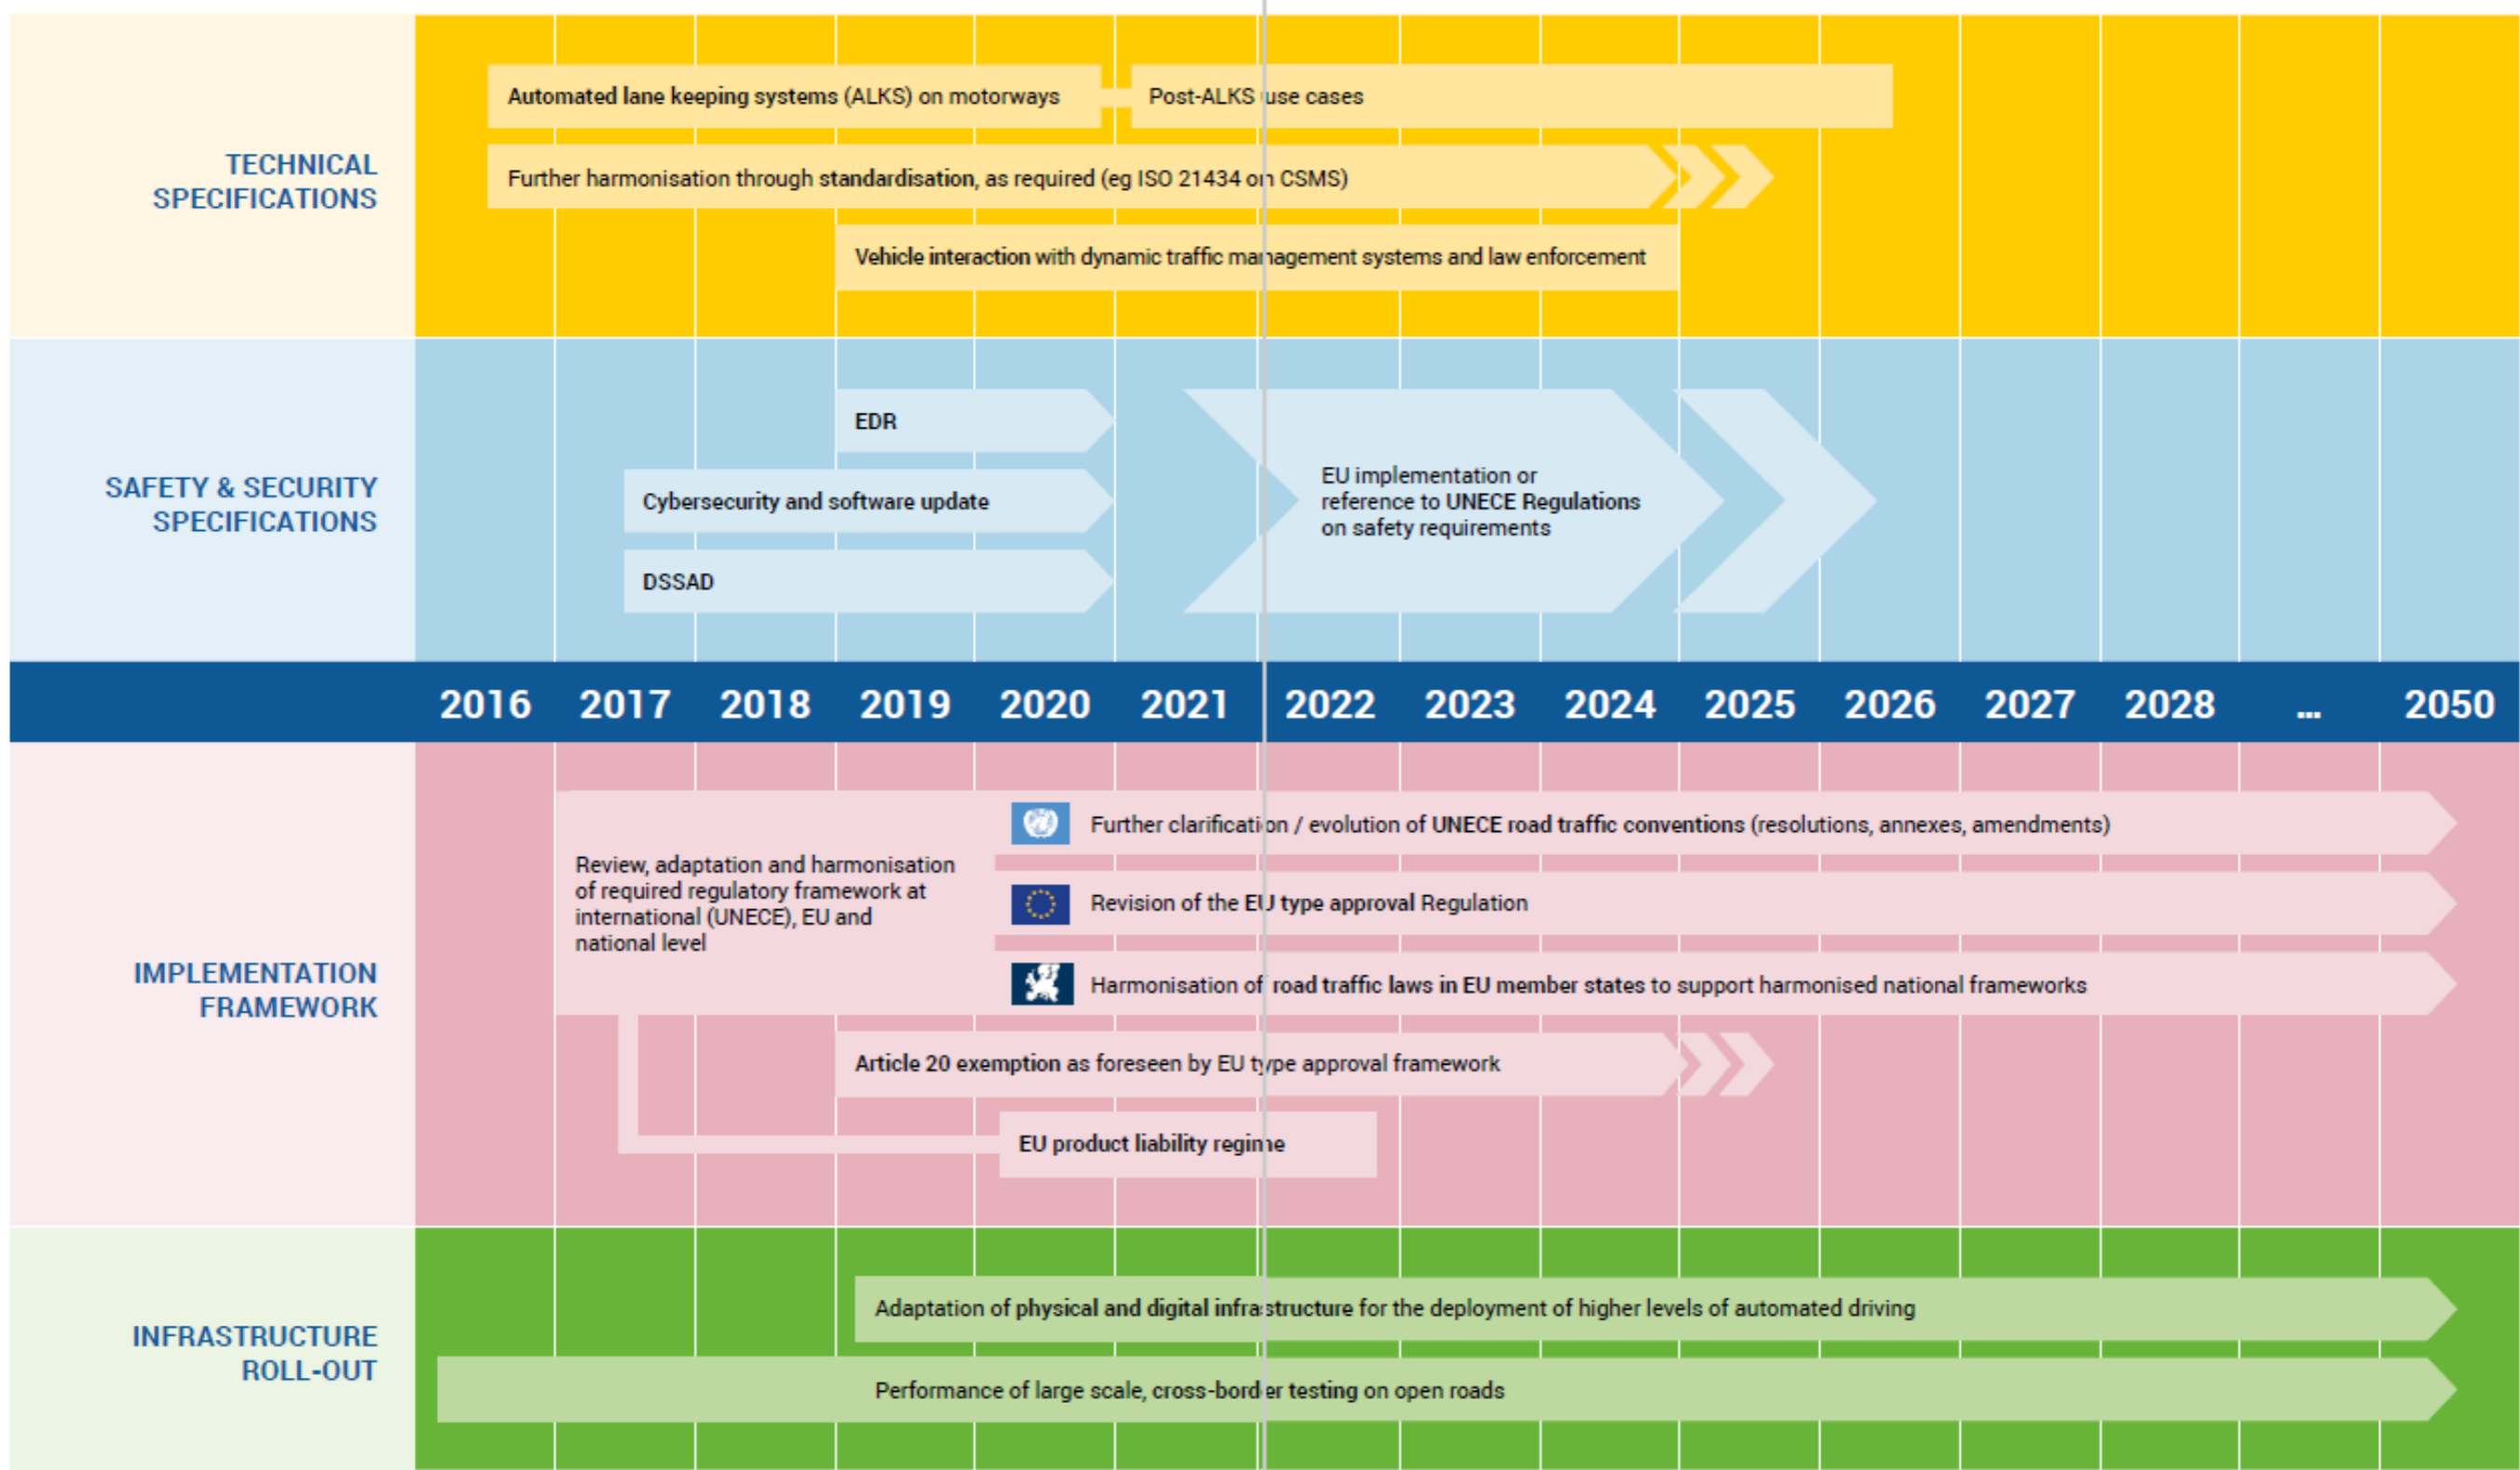 TECHNICAL
SPECIFICATIONS
Automated lane keeping systems (ALKS) on motorways
Post-ALKS use cases
Further harmonisation through standardisation, as required (eg ISO 21434 on CSMS)
Vehicle interaction with dynamic traffic management systems and law enforcement
SAFETY & SECURITY
SPECIFICATIONS
EDR
Cybersecurity and software update
DSSAD
EU implementation or
reference to UNECE Regulations
on safety requirements
2016 2017 2018 2019 2020 2021 2022 2023 2024 2025 2026 2027 2028 ... 2050
IMPLEMENTATION
FRAMEWORK
Review, adaptation and harmonisation
of required regulatory framework at
international (UNECE), EU and
national level
Further clarification / evolution of UNECE road traffic conventions (resolutions, annexes, amendments)
Revision of the EU type approval Regulation
Harmonisation of road traffic laws in EU member states to support harmonised national frameworks
Article 20 exemption as foreseen by EU type approval framework
EU product liability regime
INFRASTRUCTURE
ROLL-OUT
Adaptation of physical and digital infrastructure for the deployment of higher levels of automated driving
Performance of large scale, cross-border testing on open roads